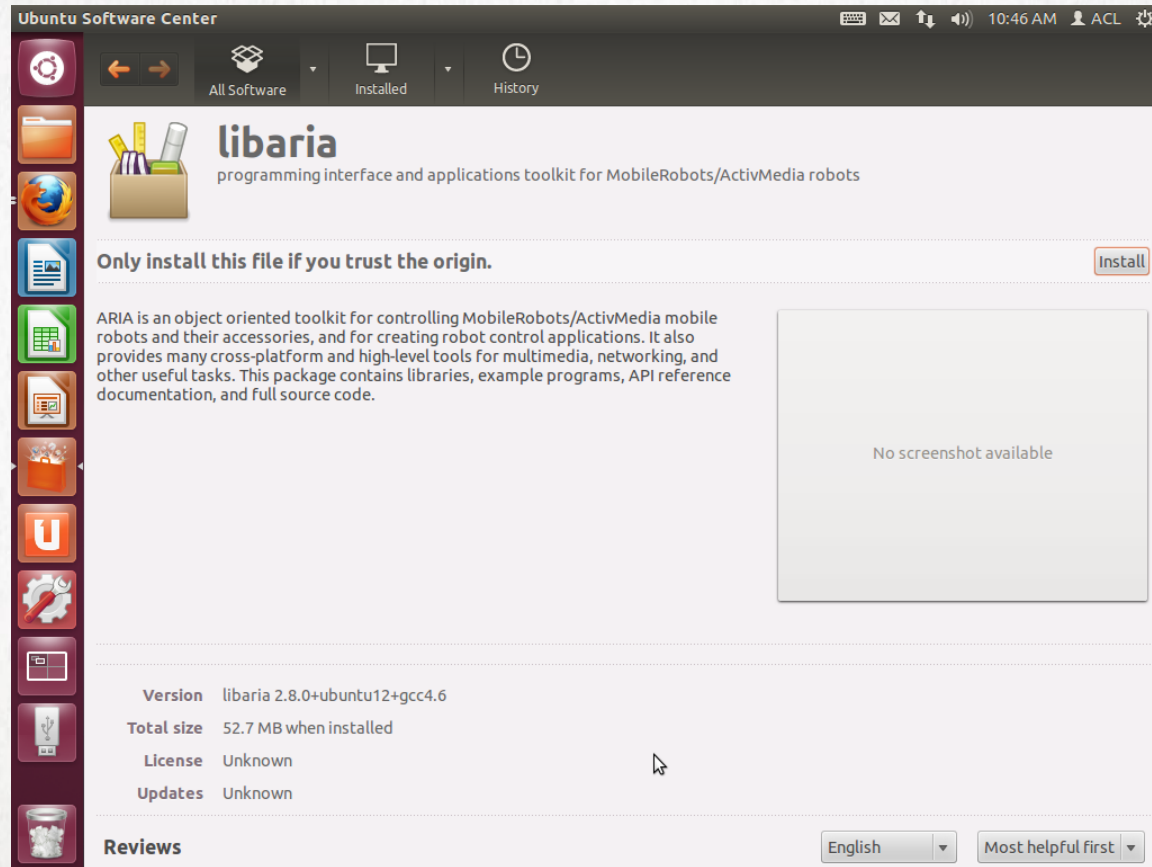 Ubuntu Software Center
10:46 AM ACL
All Software
Installed
History
libaria
programming interface and applications toolkit for MobileRobots/ActivMedia robots
Only install this file if you trust the origin.
Install
ARIA is an object oriented toolkit for controlling MobileRobots/ActivMedia mobile
robots and their accessories, and for creating robot control applications. It also
provides many cross-platform and high-level tools for multimedia, networking, and
other useful tasks. This package contains libraries, example programs, API reference
documentation, and full source code.
No screenshot available
Version libaria 2.8.0+ubuntu12+gcc4.6
Total size 52.7 MB when installed
License Unknown
Updates Unknown
Reviews
English
Most helpful first